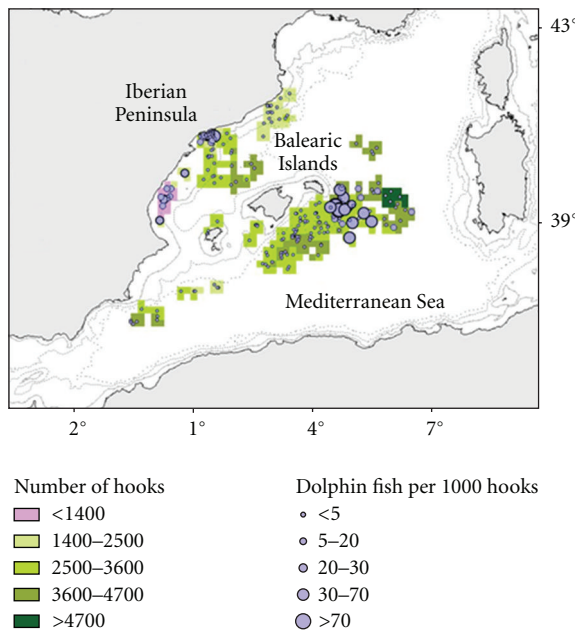 43°
Iberian
Peninsula
Balearic
Islands
39°
Mediterranean Sea
2°
1°
4°
7°
Number of hooks
<1400
1400–2500
2500–3600
3600–4700
>4700
Dolphin fish per 1000 hooks
<5
5–20
20–30
30–70
>70